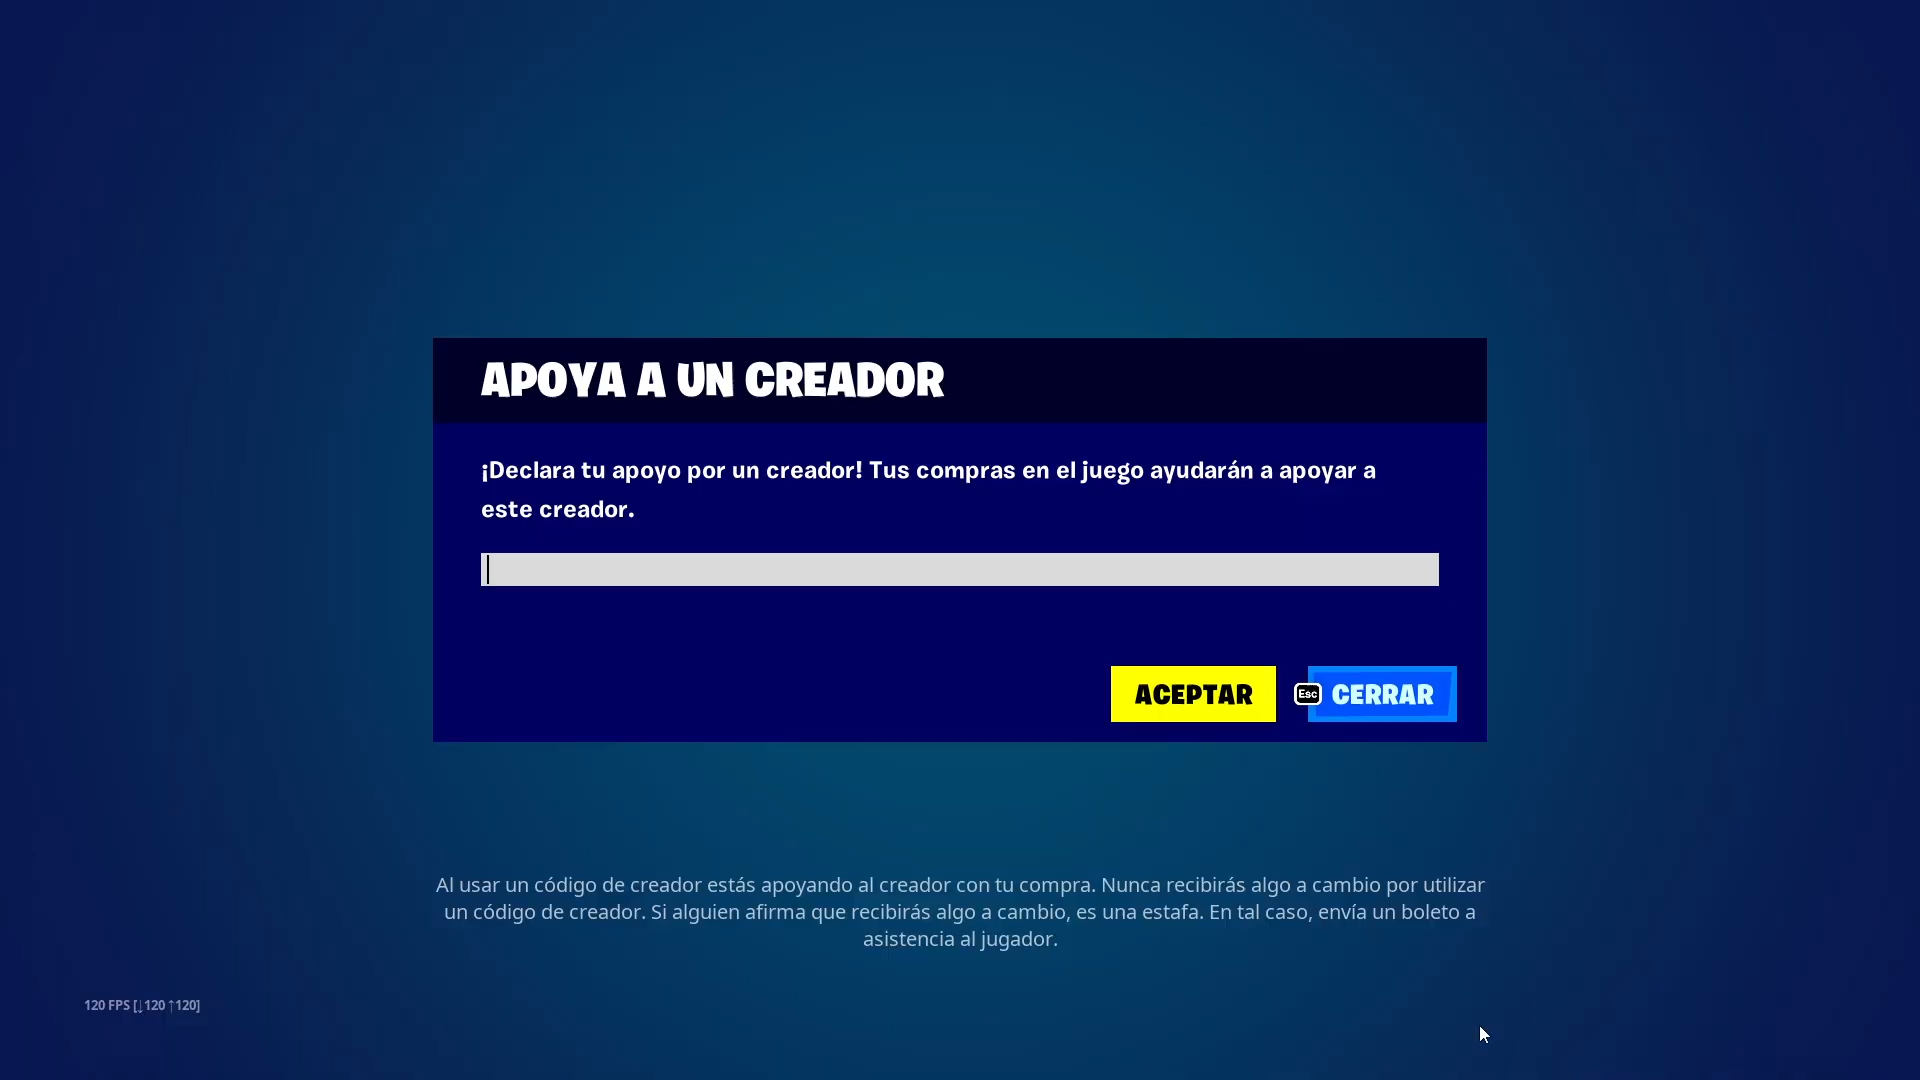 APOYA A UN CREADOR
¡Declara tu apoyo por un creador! Tus compras en el juego ayudarán a apoyar a
este creador.
ACEPTAR
Esc CERRAR
Al usar un código de creador estás apoyando al creador con tu compra. Nunca recibirás algo a cambio por utilizar
un código de creador. Si alguien afirma que recibirás algo a cambio, es una estafa. En tal caso, envía un boleto a
asistencia al jugador.
120 FPS [↓120 ↑120]